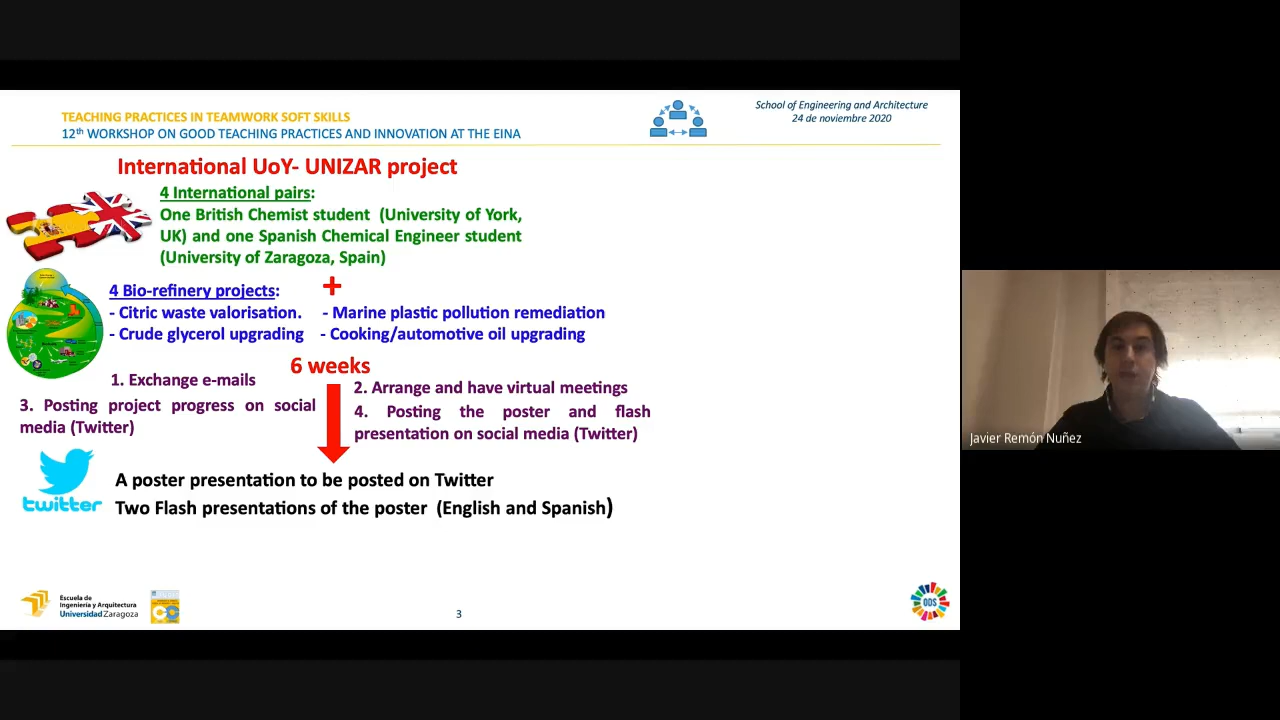 TEACHING PRACTICES IN TEAMWORK SOFT SKILLS
12th WORKSHOP ON GOOD TEACHING PRACTICES AND INNOVATION AT THE EINA
School of Engineering and Architecture
24 de noviembre 2020
International UoY- UNIZAR project
4 International pairs:
One British Chemist student (University of York,
UK) and one Spanish Chemical Engineer student
(University of Zaragoza, Spain)
+
4 Bio-refinery projects:
- Citric waste valorisation. - Marine plastic pollution remediation
- Crude glycerol upgrading - Cooking/automotive oil upgrading
6 weeks
1. Exchange e-mails
2. Arrange and have virtual meetings
3. Posting project progress on social
media (Twitter)
4. Posting the poster and flash
presentation on social media (Twitter)
twitter
A poster presentation to be posted on Twitter
Two Flash presentations of the poster (English and Spanish)
Escuela de
Ingeniería y Arquitectura
Universidad Zaragoza
3
ODS
Javier Remón Nuñez